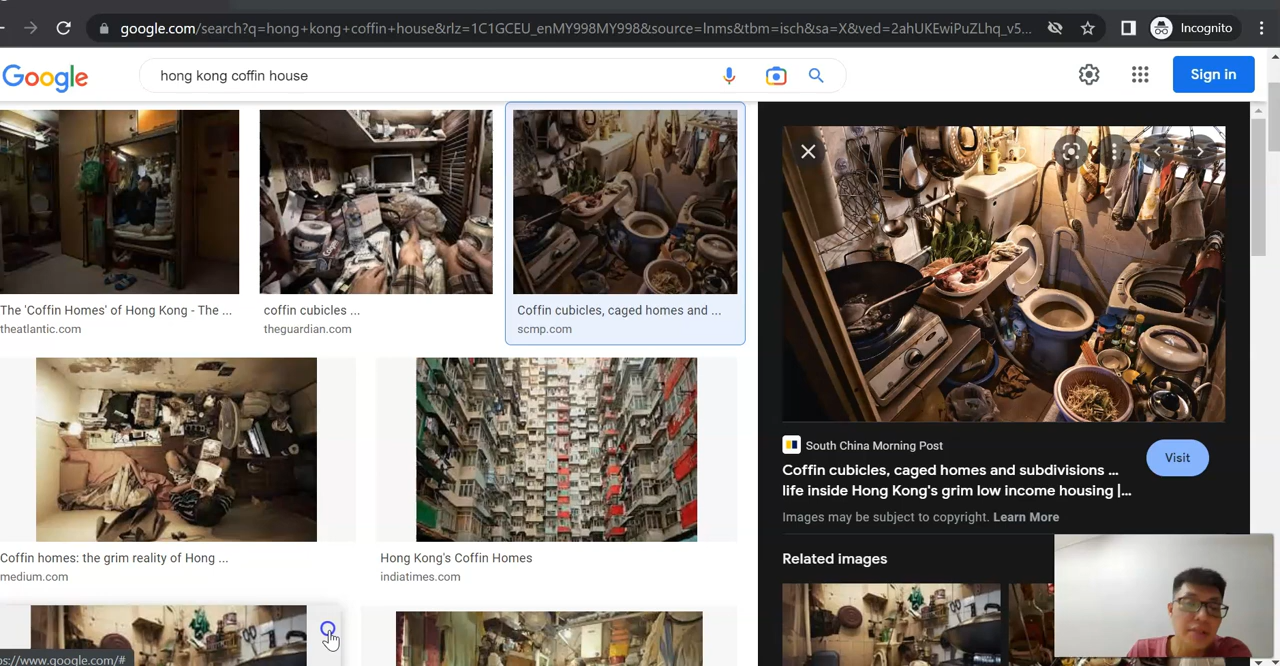 google.com/search?q=hong+kong+coffin+house&rlz=1C1GCEU_enMY998MY998&source=lnms&tbm=isch&sa=X&ved=2ahUKEwiPuZLhq_v5...
Incognito
Google
hong kong coffin house
Sign in
The 'Coffin Homes' of Hong Kong - The ...
theatlantic.com
coffin cubicles ...
theguardian.com
Coffin cubicles, caged homes and ...
scmp.com
South China Morning Post
Coffin cubicles, caged homes and subdivisions ...
life inside Hong Kong's grim low income housing |...
Visit
Images may be subject to copyright. Learn More
Coffin homes: the grim reality of Hong ...
medium.com
Hong Kong's Coffin Homes
indiatimes.com
Related images
ps://www.google.com/#